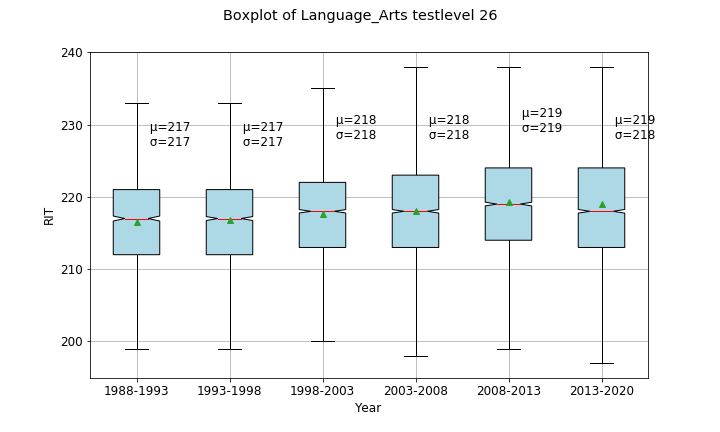 Boxplot of Language_Arts testlevel 26
240
230
220
210
200
RIT
μ=217
σ=217
μ=217
σ=217
μ=218
σ=218
μ=218
σ=218
μ=219
σ=219
μ=219
σ=218
1988-1993 1993-1998 1998-2003 2003-2008 2008-2013 2013-2020
Year